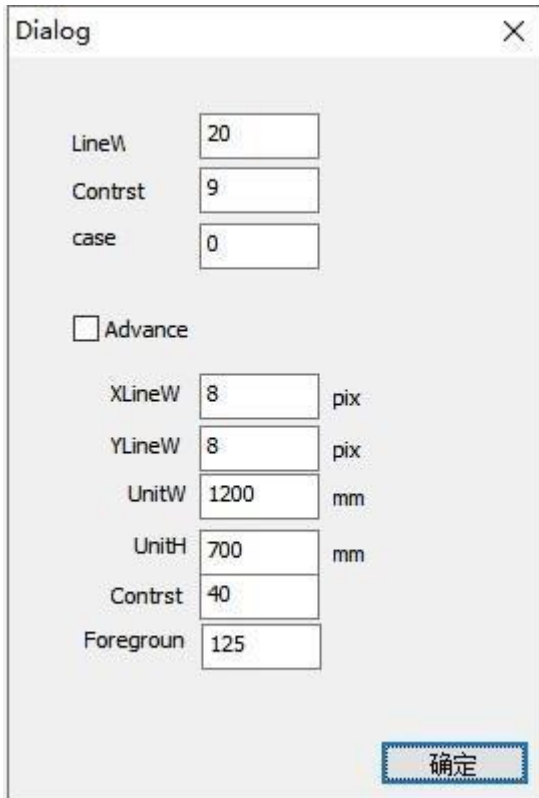 Dialog
LineW 20
Contrst 9
case 0
Advance
XLineW 8 pix
YLineW 8 pix
UnitW 1200 mm
UnitH 700 mm
Contrst 40
Foregroun 125
确定